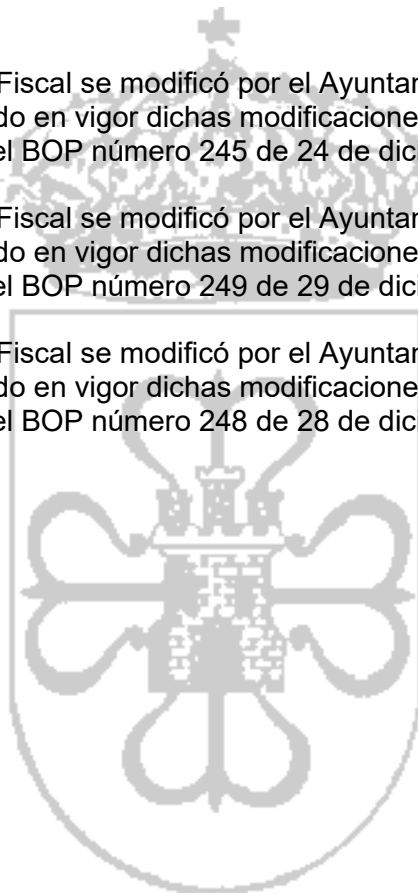 Fiscal se modificó por el Ayuntar
do en vigor dichas modificacione
el BOP número 245 de 24 de dic
Fiscal se modificó por el Ayuntar
do en vigor dichas modificacione
el BOP número 249 de 29 de dic
Fiscal se modificó por el Ayuntar
do en vigor dichas modificacione
el BOP número 248 de 28 de dic